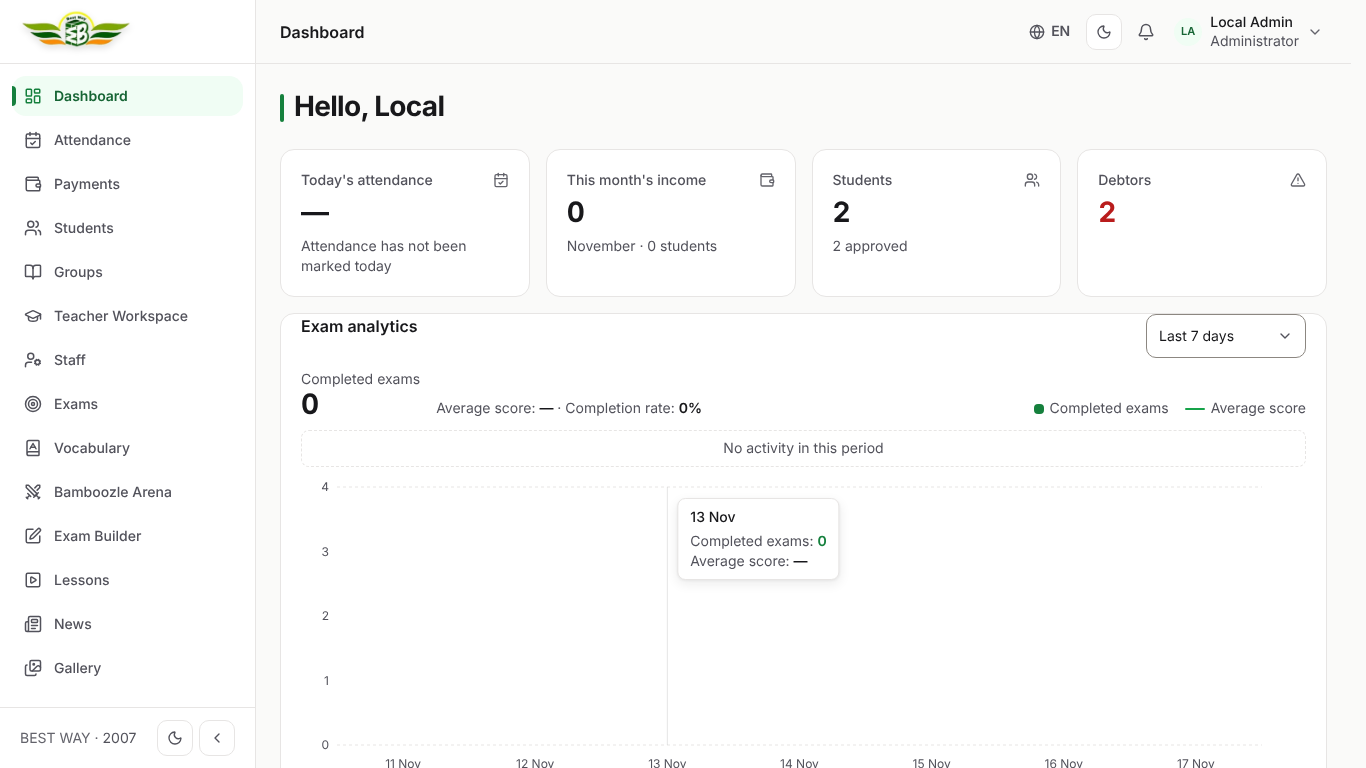 Dashboard
EN
LA
Local Admin
Administrator
Dashboard
Attendance
Payments
Students
Groups
Teacher Workspace
Staff
Exams
Vocabulary
Bamboozle Arena
Exam Builder
Lessons
News
Gallery
BEST WAY · 2007
Hello, Local
Today's attendance
—
Attendance has not been
marked today
This month's income
0
November · 0 students
Students
2
2 approved
Debtors
2
Exam analytics
Last 7 days
Completed exams
0
Average score: — · Completion rate: 0%
Completed exams
Average score
No activity in this period
4
3
2
1
0
13 Nov
Completed exams: 0
Average score: —
11 Nov
12 Nov
13 Nov
14 Nov
15 Nov
16 Nov
17 Nov